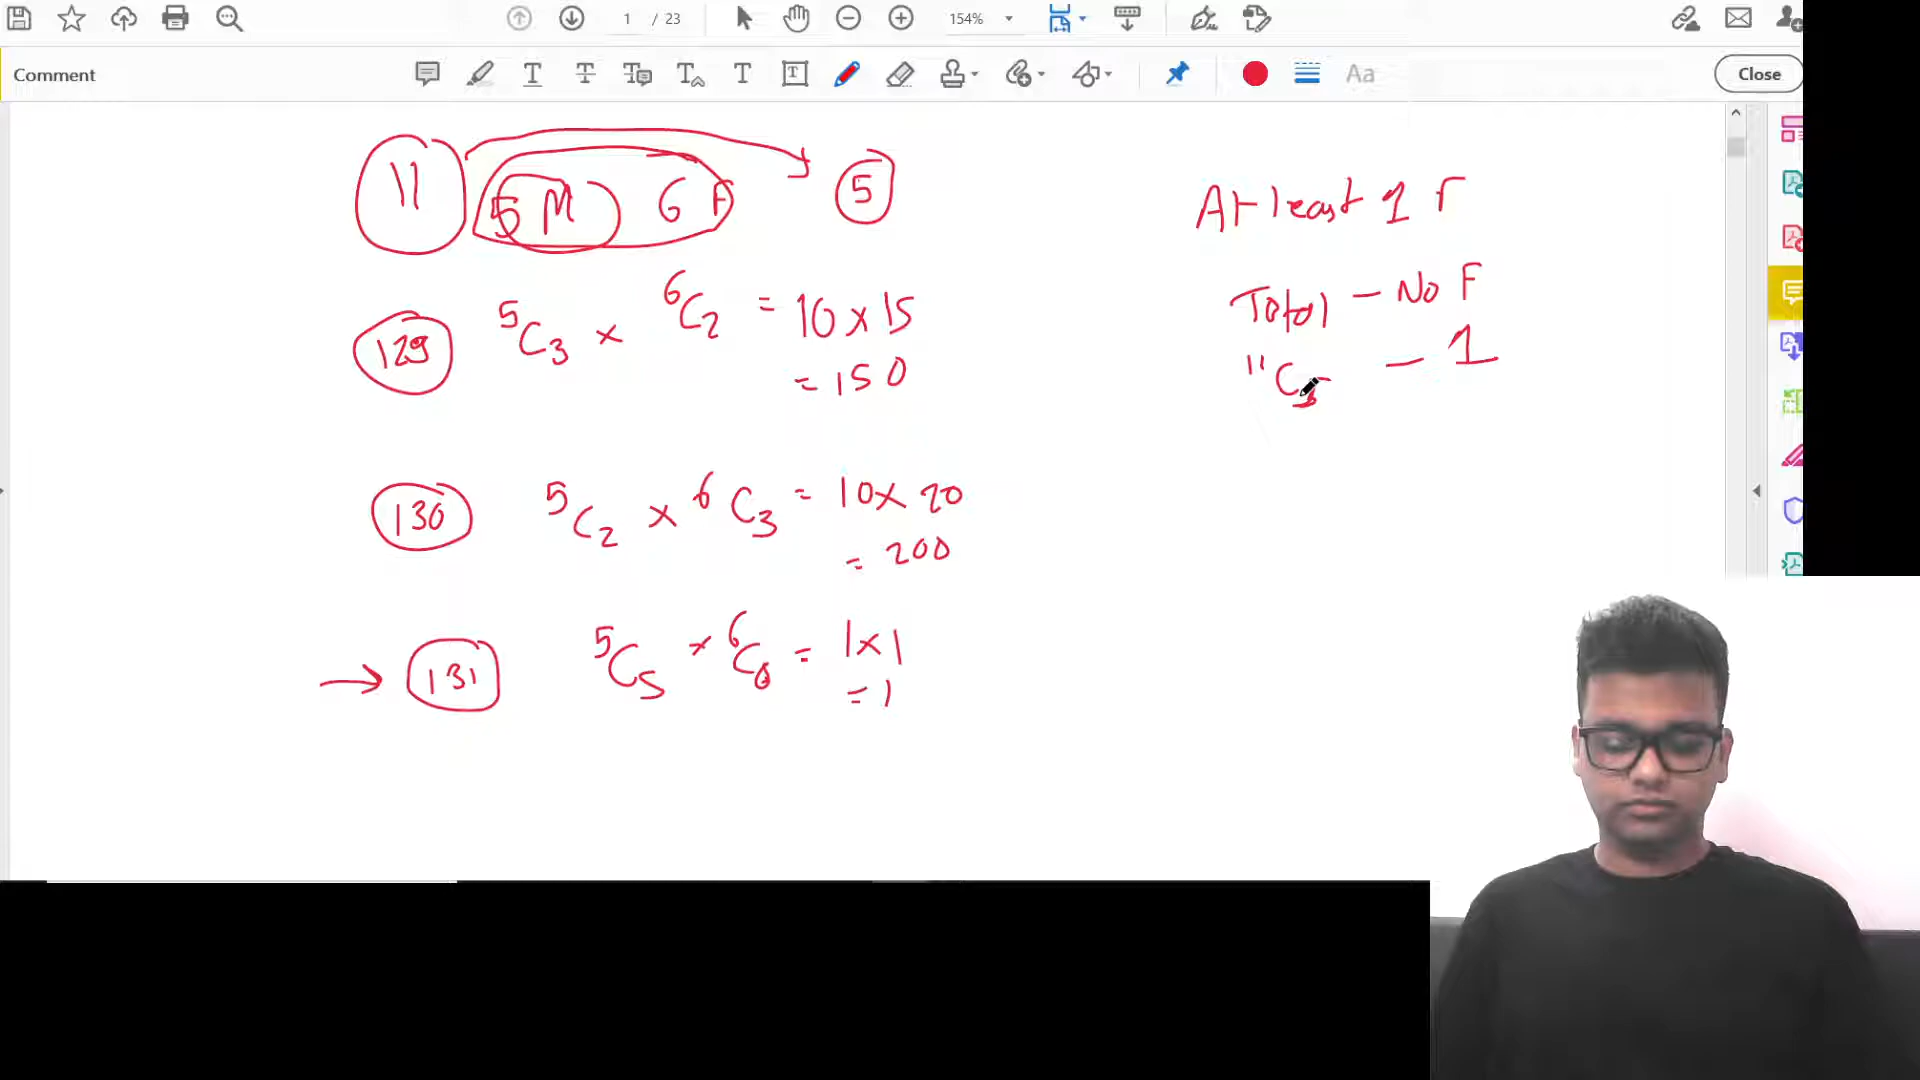 1 / 23
154%
Comment
Aa
Close
11 5 M 6 F 5
At least 1 F
129 ⁵C₃ × ⁶C₂ = 10 × 15
= 150
Total – No F
¹¹C₅ – 1
130 ⁵C₂ × ⁶C₃ = 10 × 20
= 200
→ 131 ⁵C₅ × ⁶C₀ = 1 × 1
= 1